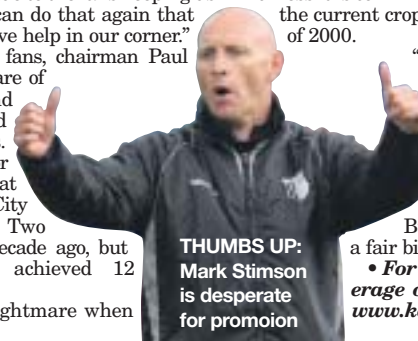 can do that again that
ve help in our corner.”
fans, chairman Paul
are of
d
r
at
City
Two
ecade ago, but
achieved 12
ghtmare when
THUMBS UP:
Mark Stimson
is desperate
for promoion
the current crop
of 2000.
“
B
a fair bi
• For
erage o
www.k